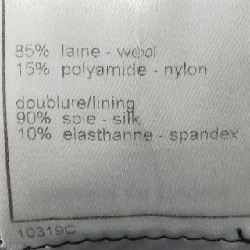 85% laine - wool
15% polyamide - nylon
doublure/lining
90% soie - silk
10% elasthanne - spandex
10319C